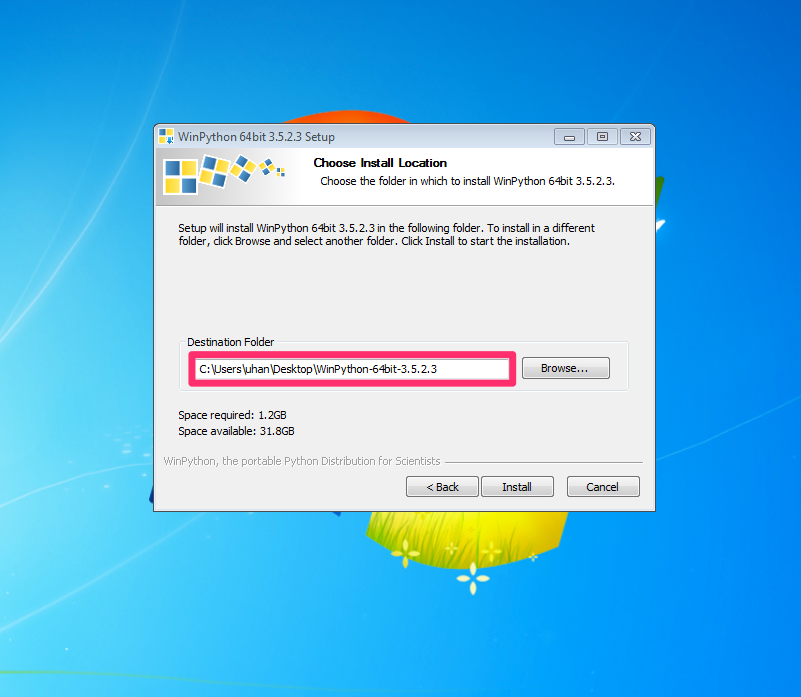 WinPython 64bit 3.5.2.3 Setup
Choose Install Location
Choose the folder in which to install WinPython 64bit 3.5.2.3.
Setup will install WinPython 64bit 3.5.2.3 in the following folder. To install in a different
folder, click Browse and select another folder. Click Install to start the installation.
Destination Folder
C:\Users\uhan\Desktop\WinPython-64bit-3.5.2.3
Browse...
Space required: 1.2GB
Space available: 31.8GB
WinPython, the portable Python Distribution for Scientists
< Back
Install
Cancel